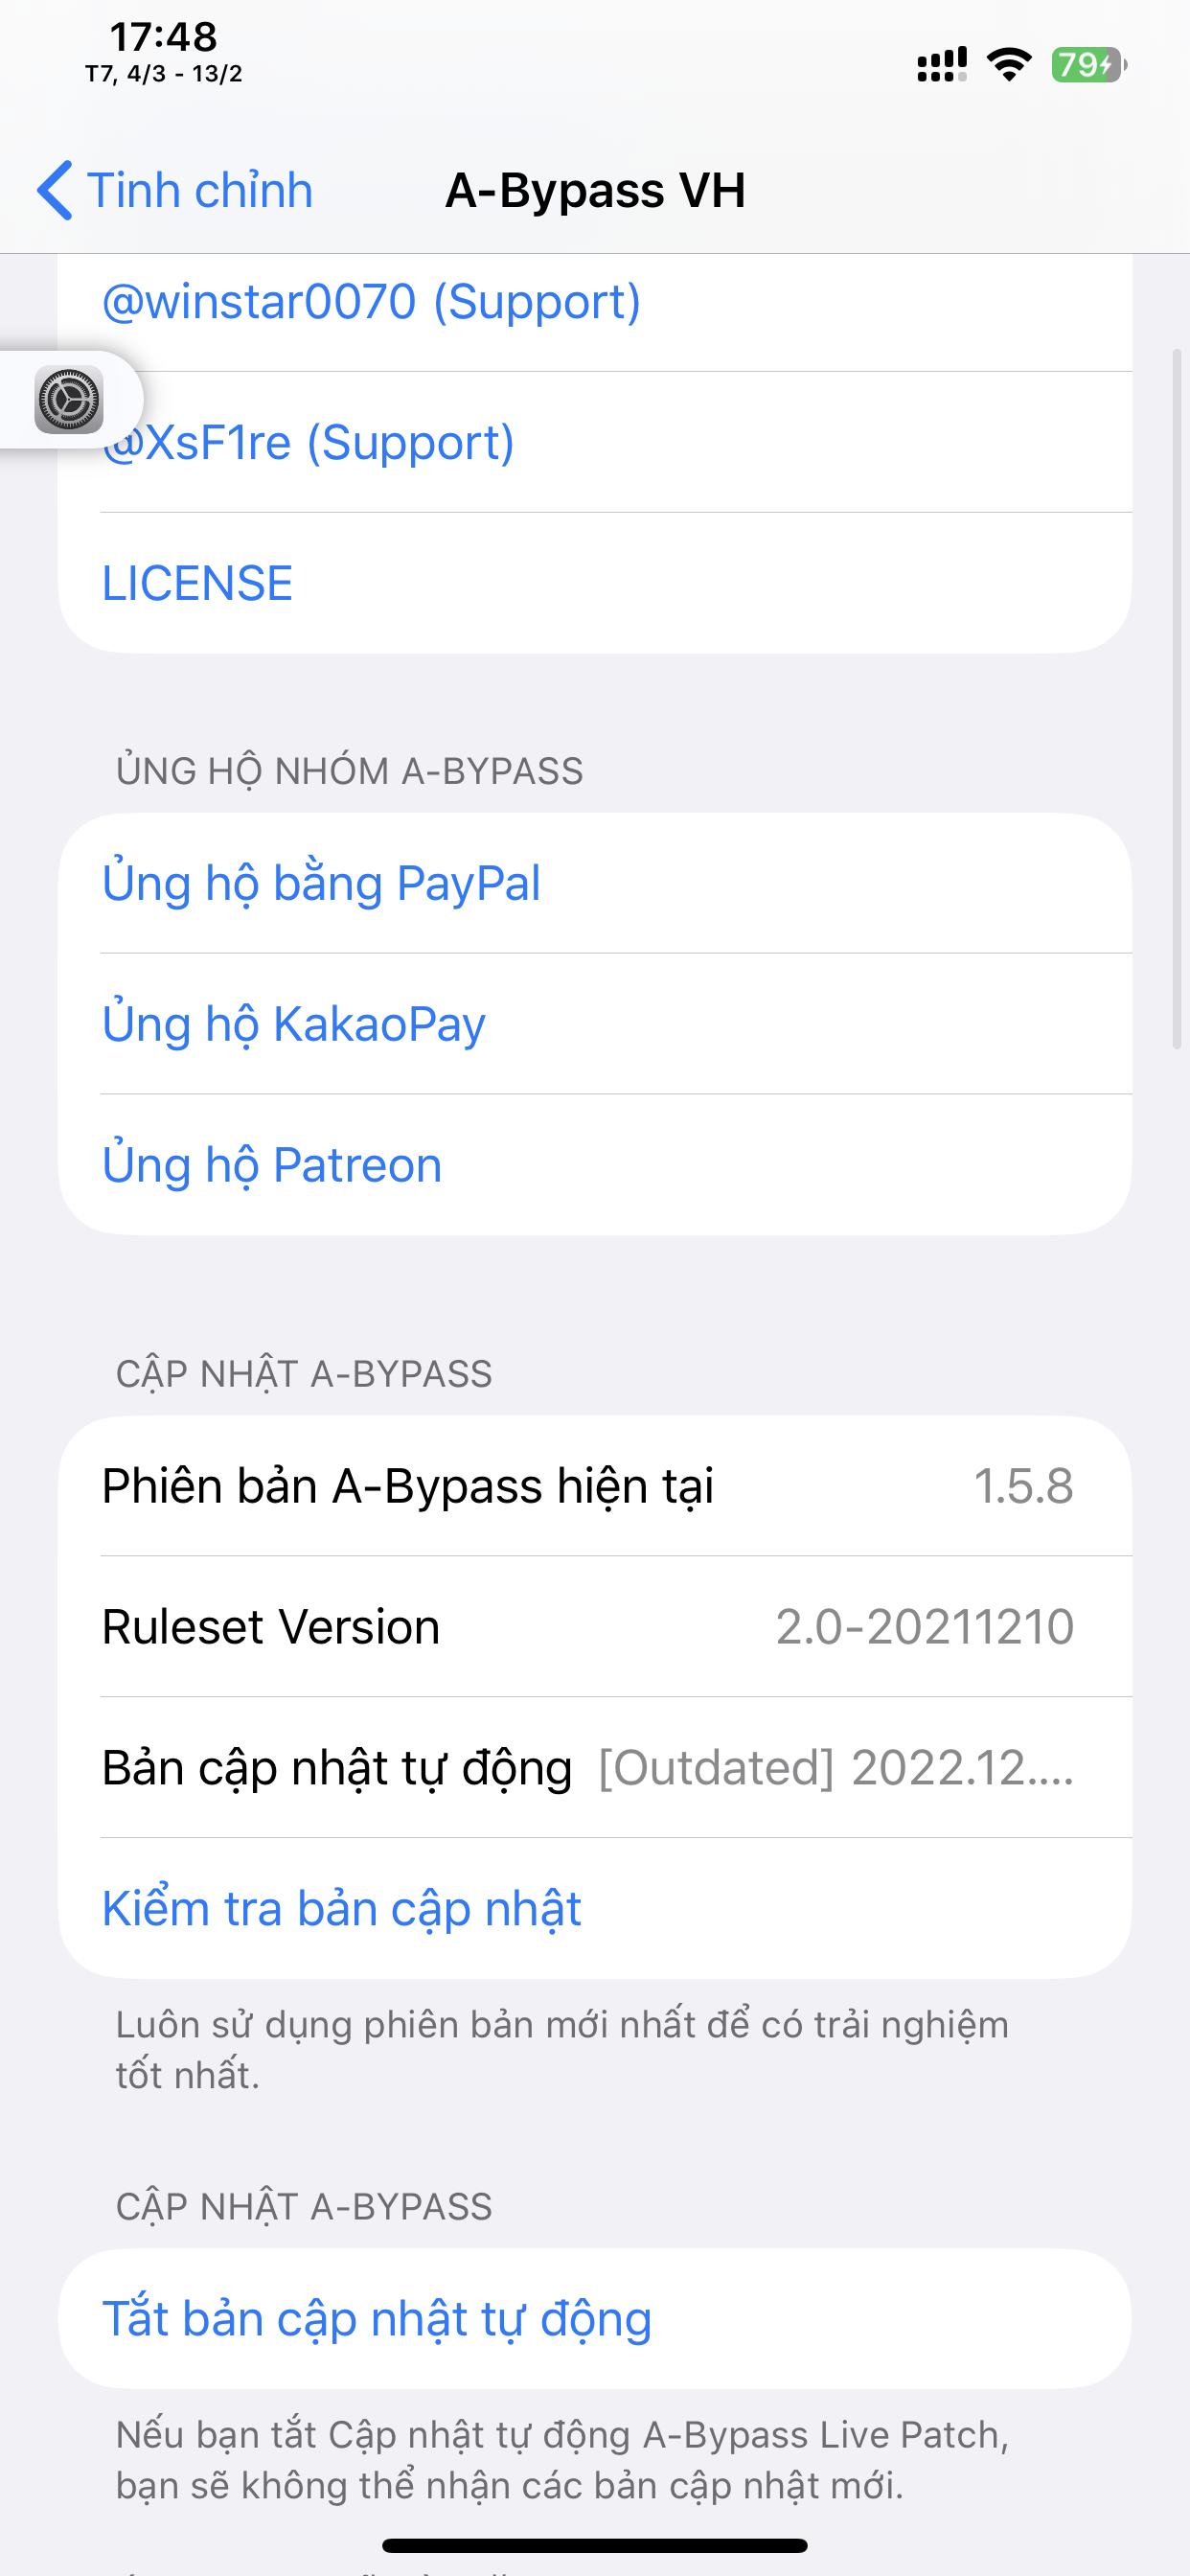 17:48
T7, 4/3 - 13/2
79
Tinh chỉnh
A-Bypass VH
@winstar0070 (Support)
@XsF1re (Support)
LICENSE
ỦNG HỘ NHÓM A-BYPASS
Ủng hộ bằng PayPal
Ủng hộ KakaoPay
Ủng hộ Patreon
CẬP NHẬT A-BYPASS
Phiên bản A-Bypass hiện tại 1.5.8
Ruleset Version 2.0-20211210
Bản cập nhật tự động [Outdated] 2022.12....
Kiểm tra bản cập nhật
Luôn sử dụng phiên bản mới nhất để có trải nghiệm
tốt nhất.
CẬP NHẬT A-BYPASS
Tắt bản cập nhật tự động
Nếu bạn tắt Cập nhật tự động A-Bypass Live Patch,
bạn sẽ không thể nhận các bản cập nhật mới.